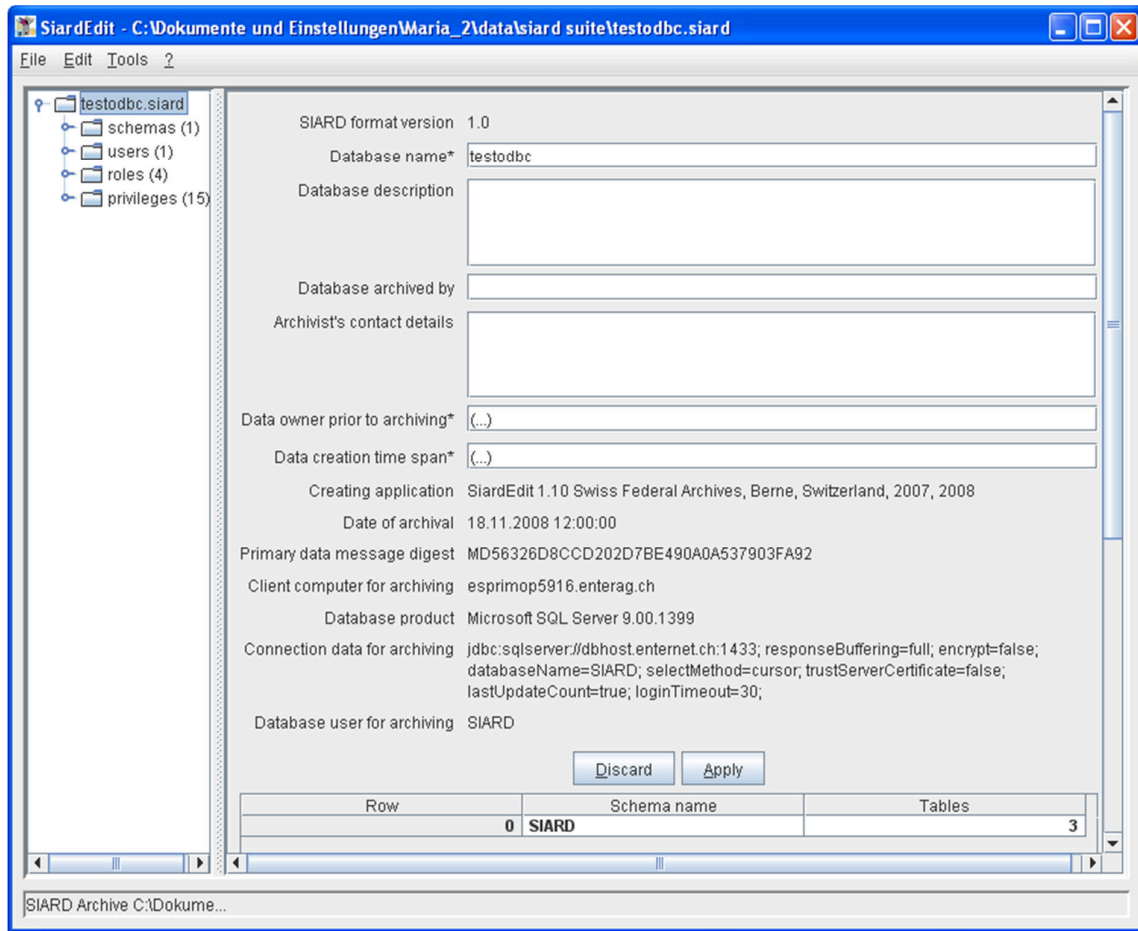 SiardEdit - C:\Dokumente und Einstellungen\Maria_2\data\siard suite\testodbc.siard
File Edit Tools ?
testodbc.siard
schemas (1)
users (1)
roles (4)
privileges (15)
SIARD format version 1.0
Database name* testodbc
Database description
Database archived by
Archivist's contact details
Data owner prior to archiving* (...)
Data creation time span* (...)
Creating application SiardEdit 1.10 Swiss Federal Archives, Berne, Switzerland, 2007, 2008
Date of archival 18.11.2008 12:00:00
Primary data message digest MD56326D8CCD202D7BE490A0A537903FA92
Client computer for archiving esprimop5916.enterag.ch
Database product Microsoft SQL Server 9.00.1399
Connection data for archiving jdbc:sqlserver://dbhost.enternet.ch:1433; responseBuffering=full; encrypt=false;
databaseName=SIARD; selectMethod=cursor; trustServerCertificate=false;
lastUpdateCount=true; loginTimeout=30;
Database user for archiving SIARD
Discard Apply
Row Schema name Tables
0 SIARD 3
SIARD Archive C:\Dokume...